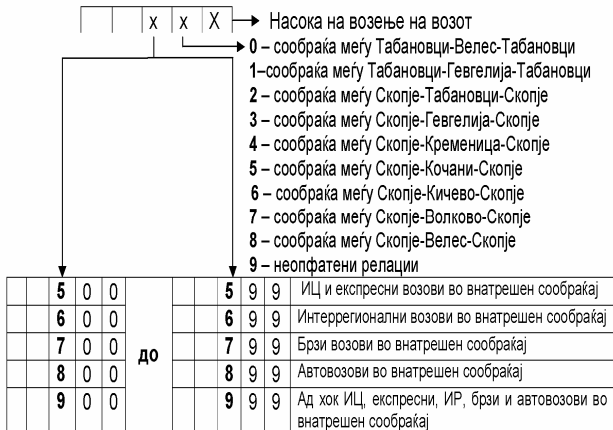 х х Х Насока на возење на возот
0 – сообраќа меѓу Табановци-Велес-Табановци
1–сообраќа меѓу Табановци-Гевгелија-Табановци
2 – сообраќа меѓу Скопје-Табановци-Скопје
3 – сообраќа меѓу Скопје-Гевгелија-Скопје
4 – сообраќа меѓу Скопје-Кременица-Скопје
5 – сообраќа меѓу Скопје-Кочани-Скопје
6 – сообраќа меѓу Скопје-Кичево-Скопје
7 – сообраќа меѓу Скопје-Волково-Скопје
8 – сообраќа меѓу Скопје-Велес-Скопје
9 – неопфатени релации
5 0 0 5 9 9 ИЦ и експресни возови во внатрешен сообраќај
6 0 0 6 9 9 Интеррегионални возови во внатрешен сообраќај
7 0 0 до 7 9 9 Брзи возови во внатрешен сообраќај
8 0 0 8 9 9 Автовозови во внатрешен сообраќај
9 0 0 9 9 9 Ад хок ИЦ, експресни, ИР, брзи и автовозови во
внатрешен сообраќај